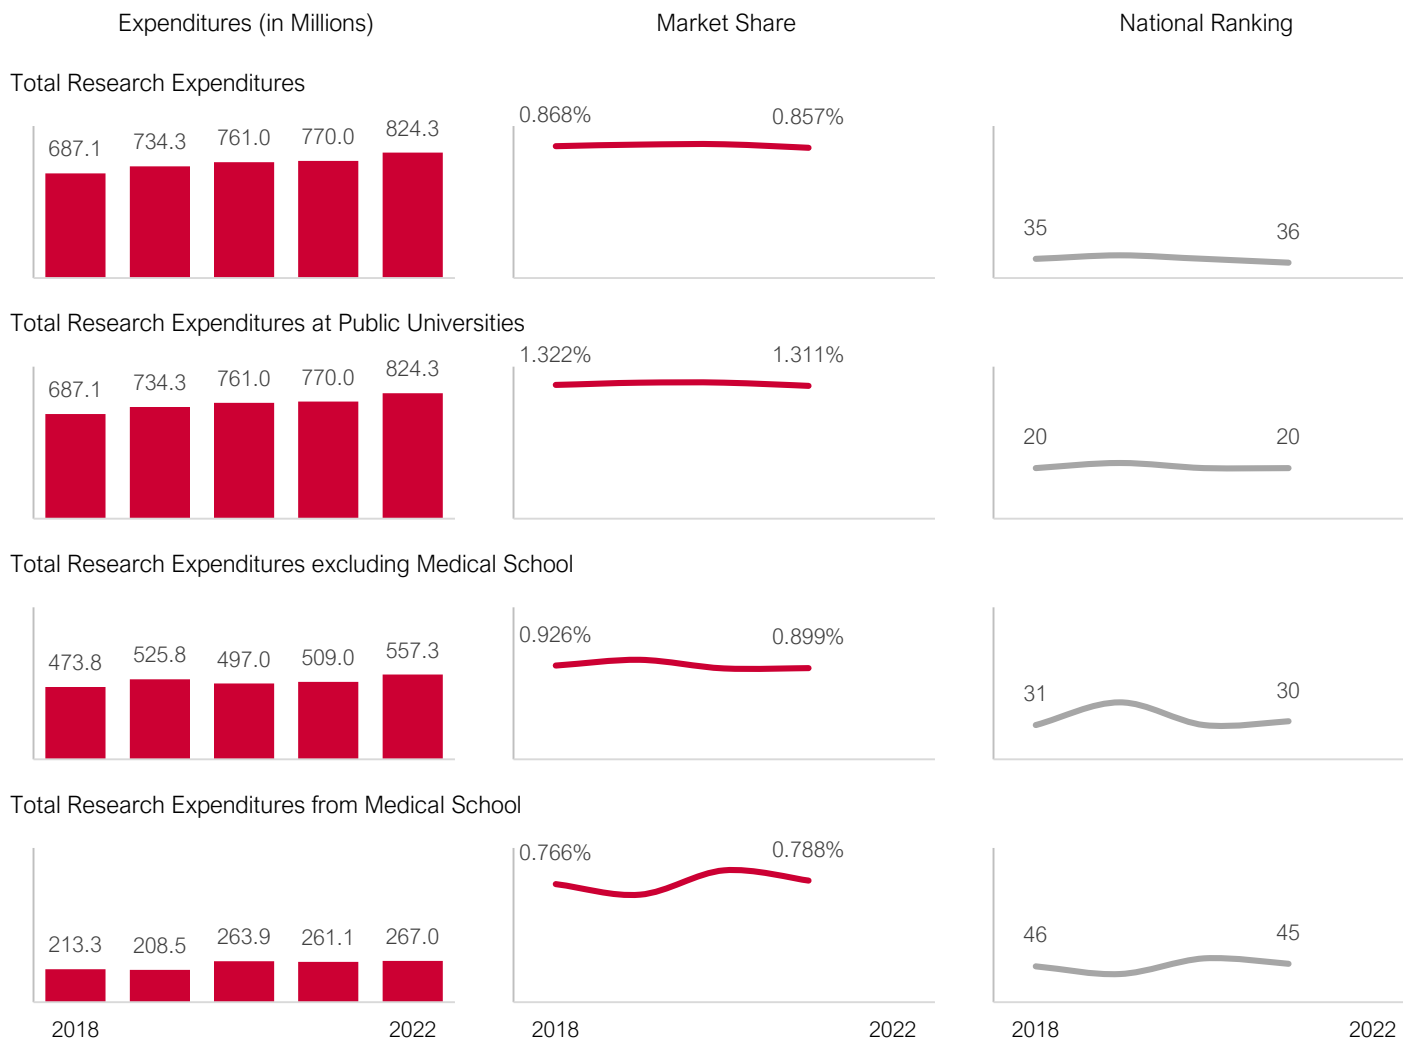 Expenditures (in Millions) Market Share National Ranking
Total Research Expenditures
687.1 734.3 761.0 770.0 824.3 0.868% 0.857% 35 36
Total Research Expenditures at Public Universities
687.1 734.3 761.0 770.0 824.3 1.322% 1.311% 20 20
Total Research Expenditures excluding Medical School
473.8 525.8 497.0 509.0 557.3 0.926% 0.899% 31 30
Total Research Expenditures from Medical School
213.3 208.5 263.9 261.1 267.0 0.766% 0.788% 46 45
2018 2022 2018 2022 2018 2022